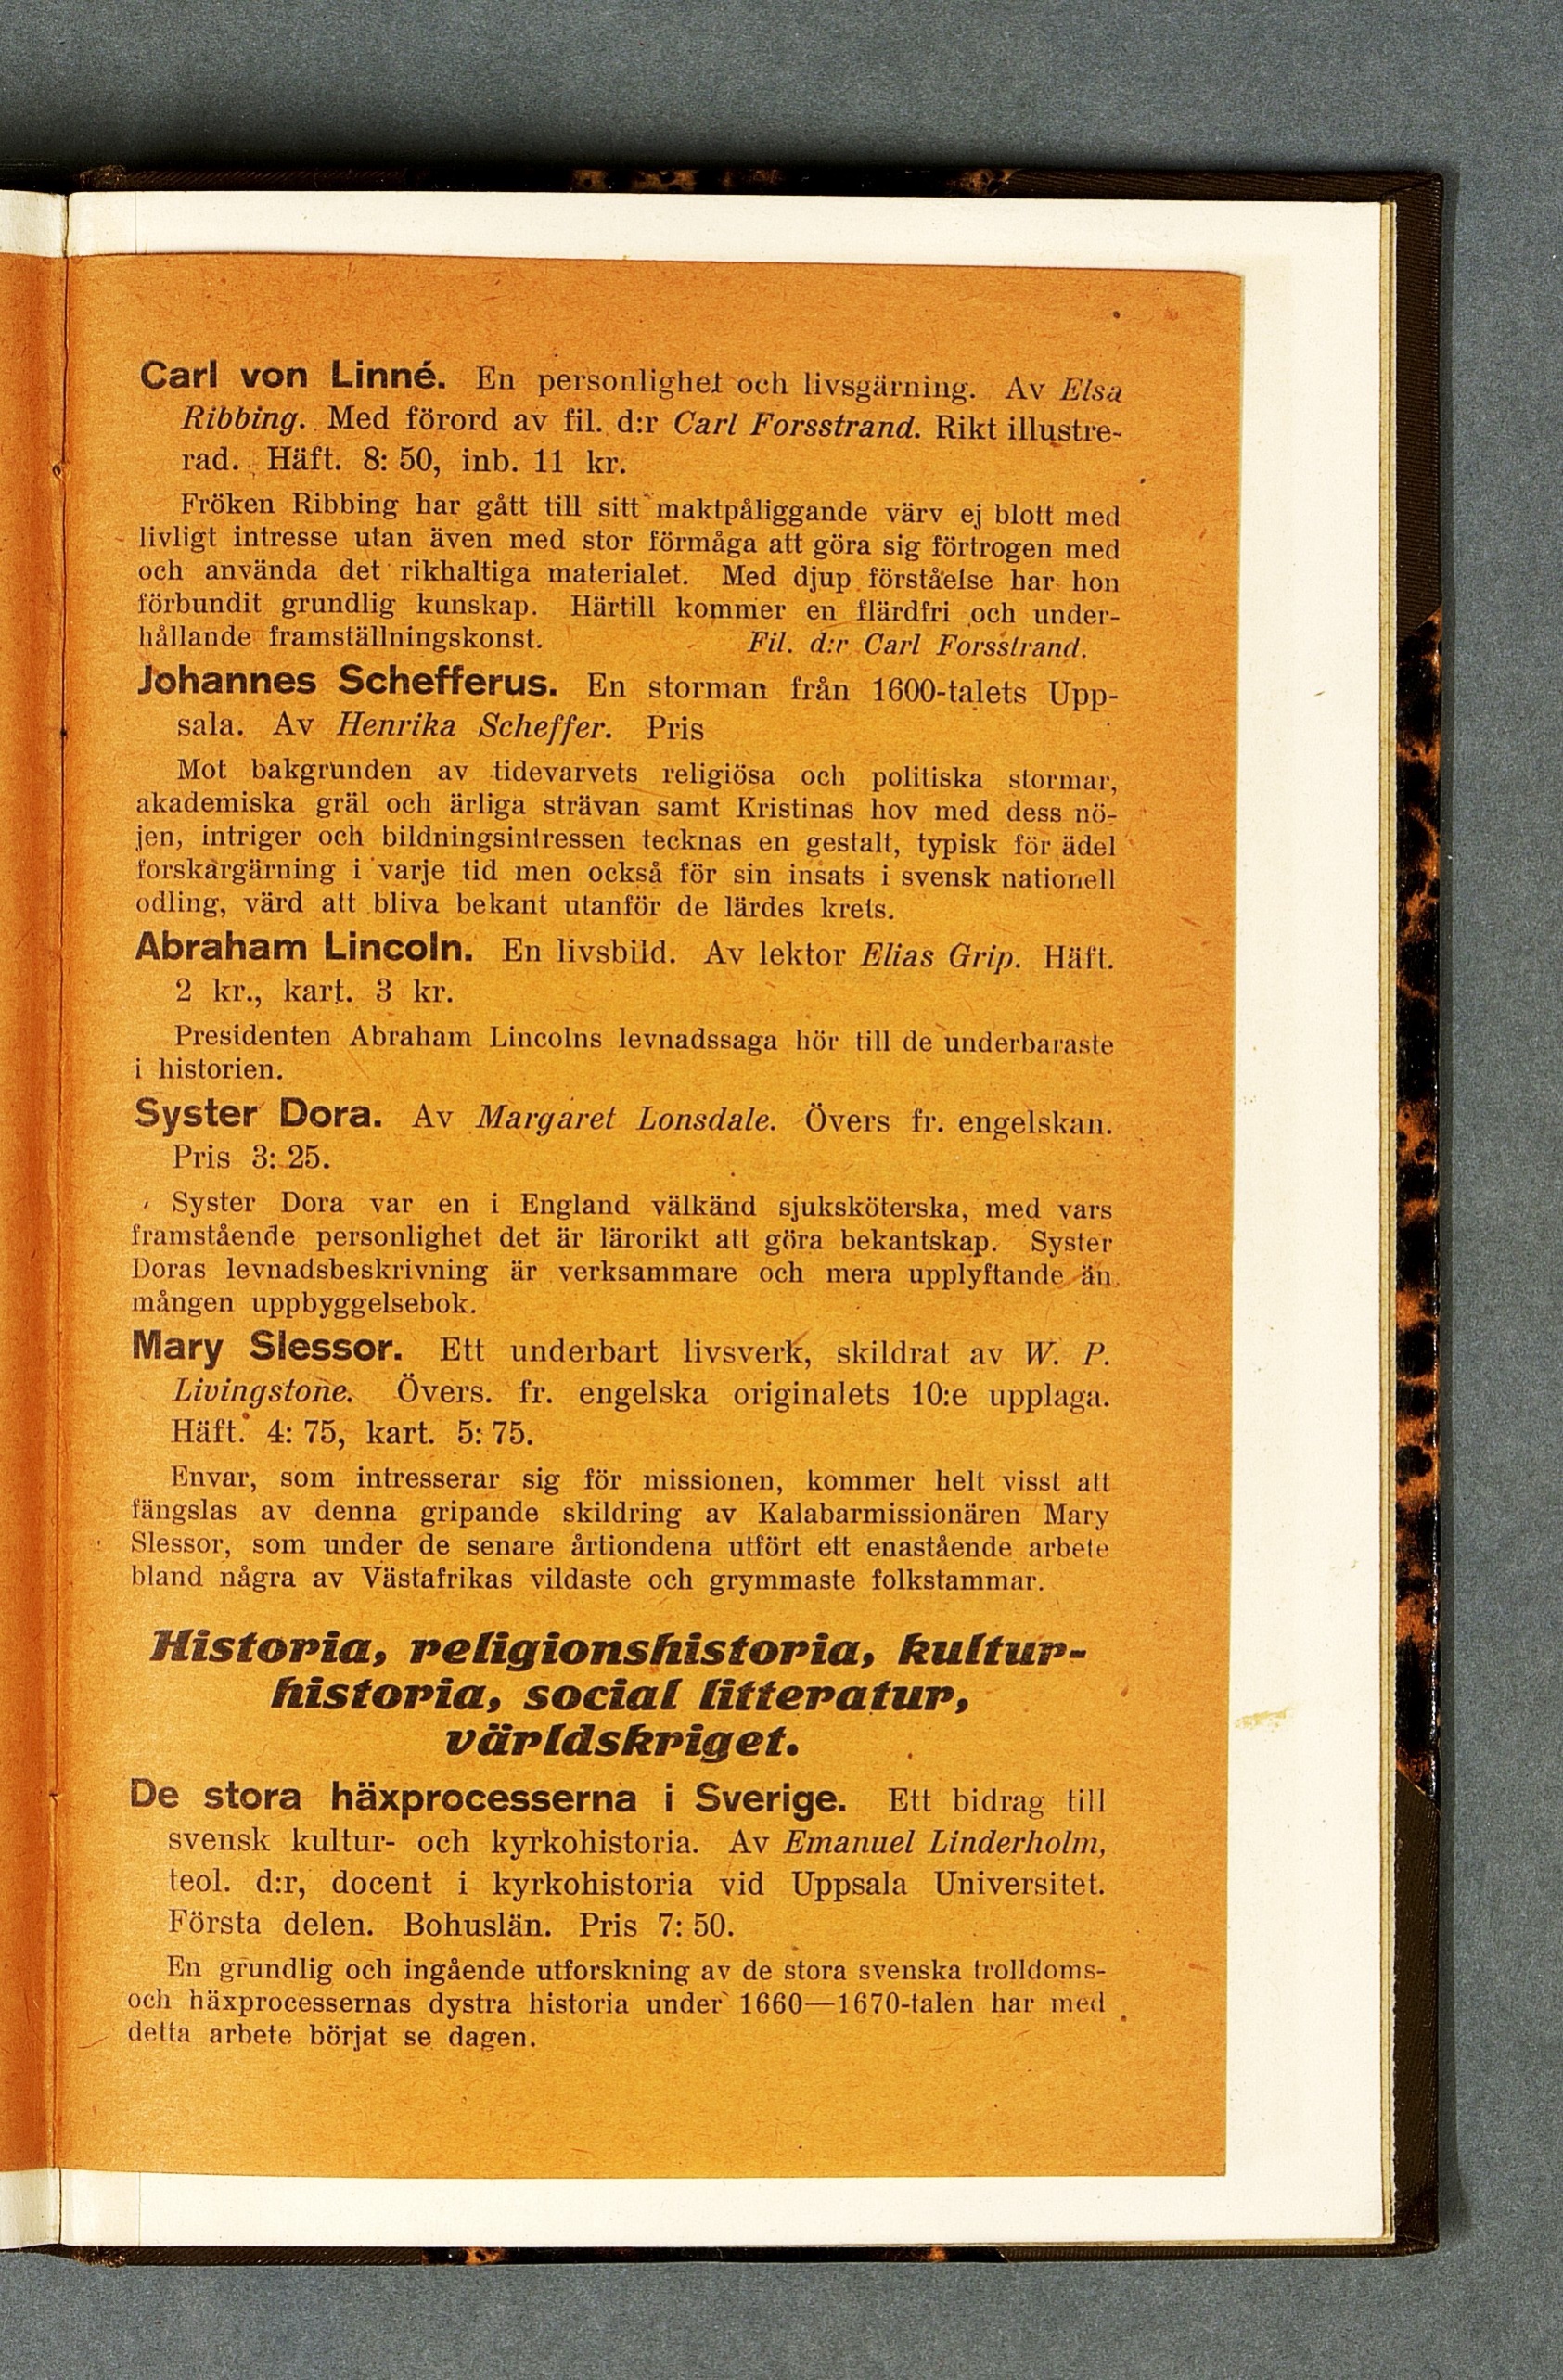 Carl von Linné. En personlighet och livsgärning. Av Elsa
Ribbing. Med förord av fil. d:r Carl Forsstrand. Rikt illustre-
rad. Häft. 8: 50, inb. 11 kr.
Fröken Ribbing har gått till sitt maktpåliggande värv ej blott med
livligt intresse utan även med stor förmåga att göra sig förtrogen med
och använda det rikhaltiga materialet. Med djup förståelse har hon
förbundit grundlig kunskap. Härtill kommer en flärdfri och under-
hållande framställningskonst. Fil. d:r Carl Forsstrand.
Johannes Schefferus. En storman från 1600-talets Upp-
sala. Av Henrika Scheffer. Pris
Mot bakgrunden av tidevarvets religiösa och politiska stormar,
akademiska gräl och ärliga strävan samt Kristinas hov med dess nö-
jen, intriger och bildningsintressen tecknas en gestalt, typisk för ädel
forskargärning i varje tid men också för sin insats i svensk nationell
odling, värd att bliva bekant utanför de lärdes krets.
Abraham Lincoln. En livsbild. Av lektor Elias Grip. Häft.
2 kr., kart. 3 kr.
Presidenten Abraham Lincolns levnadssaga hör till de underbaraste
i historien.
Syster Dora. Av Margaret Lonsdale. Övers fr. engelskan.
Pris 3: 25.
Syster Dora var en i England välkänd sjuksköterska, med vars
framstående personlighet det är lärorikt att göra bekantskap. Syster
Doras levnadsbeskrivning är verksammare och mera upplyftande än
mången uppbyggelsebok.
Mary Slessor. Ett underbart livsverk, skildrat av W. P.
Livingstone. Övers. fr. engelska originalets 10:e upplaga.
Häft. 4: 75, kart. 5: 75.
Envar, som intresserar sig för missionen, kommer helt visst att
fängslas av denna gripande skildring av Kalabarmissionären Mary
Slessor, som under de senare årtiondena utfört ett enastående arbete
bland några av Västafrikas vildaste och grymmaste folkstammar.
Historia, religionshistoria, kultur-
historia, social litteratur,
världskriget.
De stora häxprocesserna i Sverige. Ett bidrag till
svensk kultur- och kyrkohistoria. Av Emanuel Linderholm,
teol. d:r, docent i kyrkohistoria vid Uppsala Universitet.
Första delen. Bohuslän. Pris 7: 50.
En grundlig och ingående utforskning av de stora svenska trolldoms-
och häxprocessernas dystra historia under 1660—1670-talen har med
detta arbete börjat se dagen.